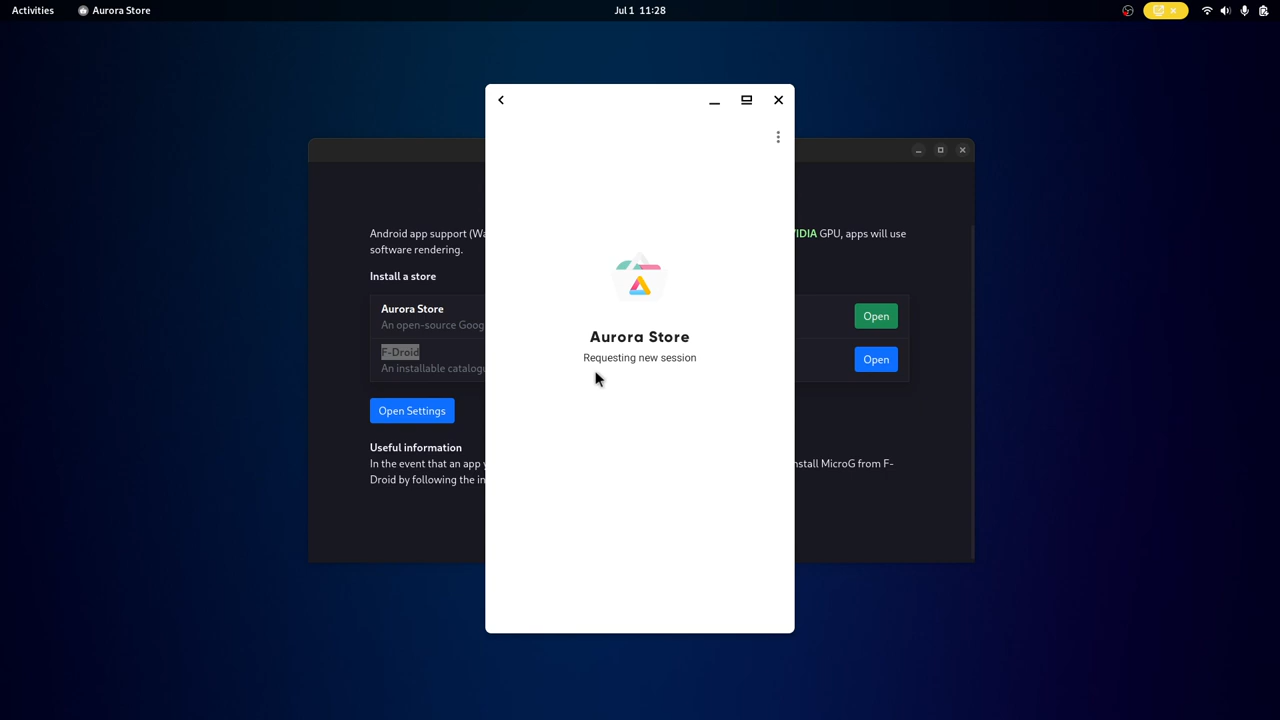 Activities
Aurora Store
Jul 1 11:28
Android app support (Wa
VIDIA GPU, apps will use
software rendering.
Install a store
Aurora Store
An open-source Goog
Open
F-Droid
An installable catalogu
Open
Aurora Store
Requesting new session
Open Settings
Useful information
In the event that an app y
nstall MicroG from F-
Droid by following the in